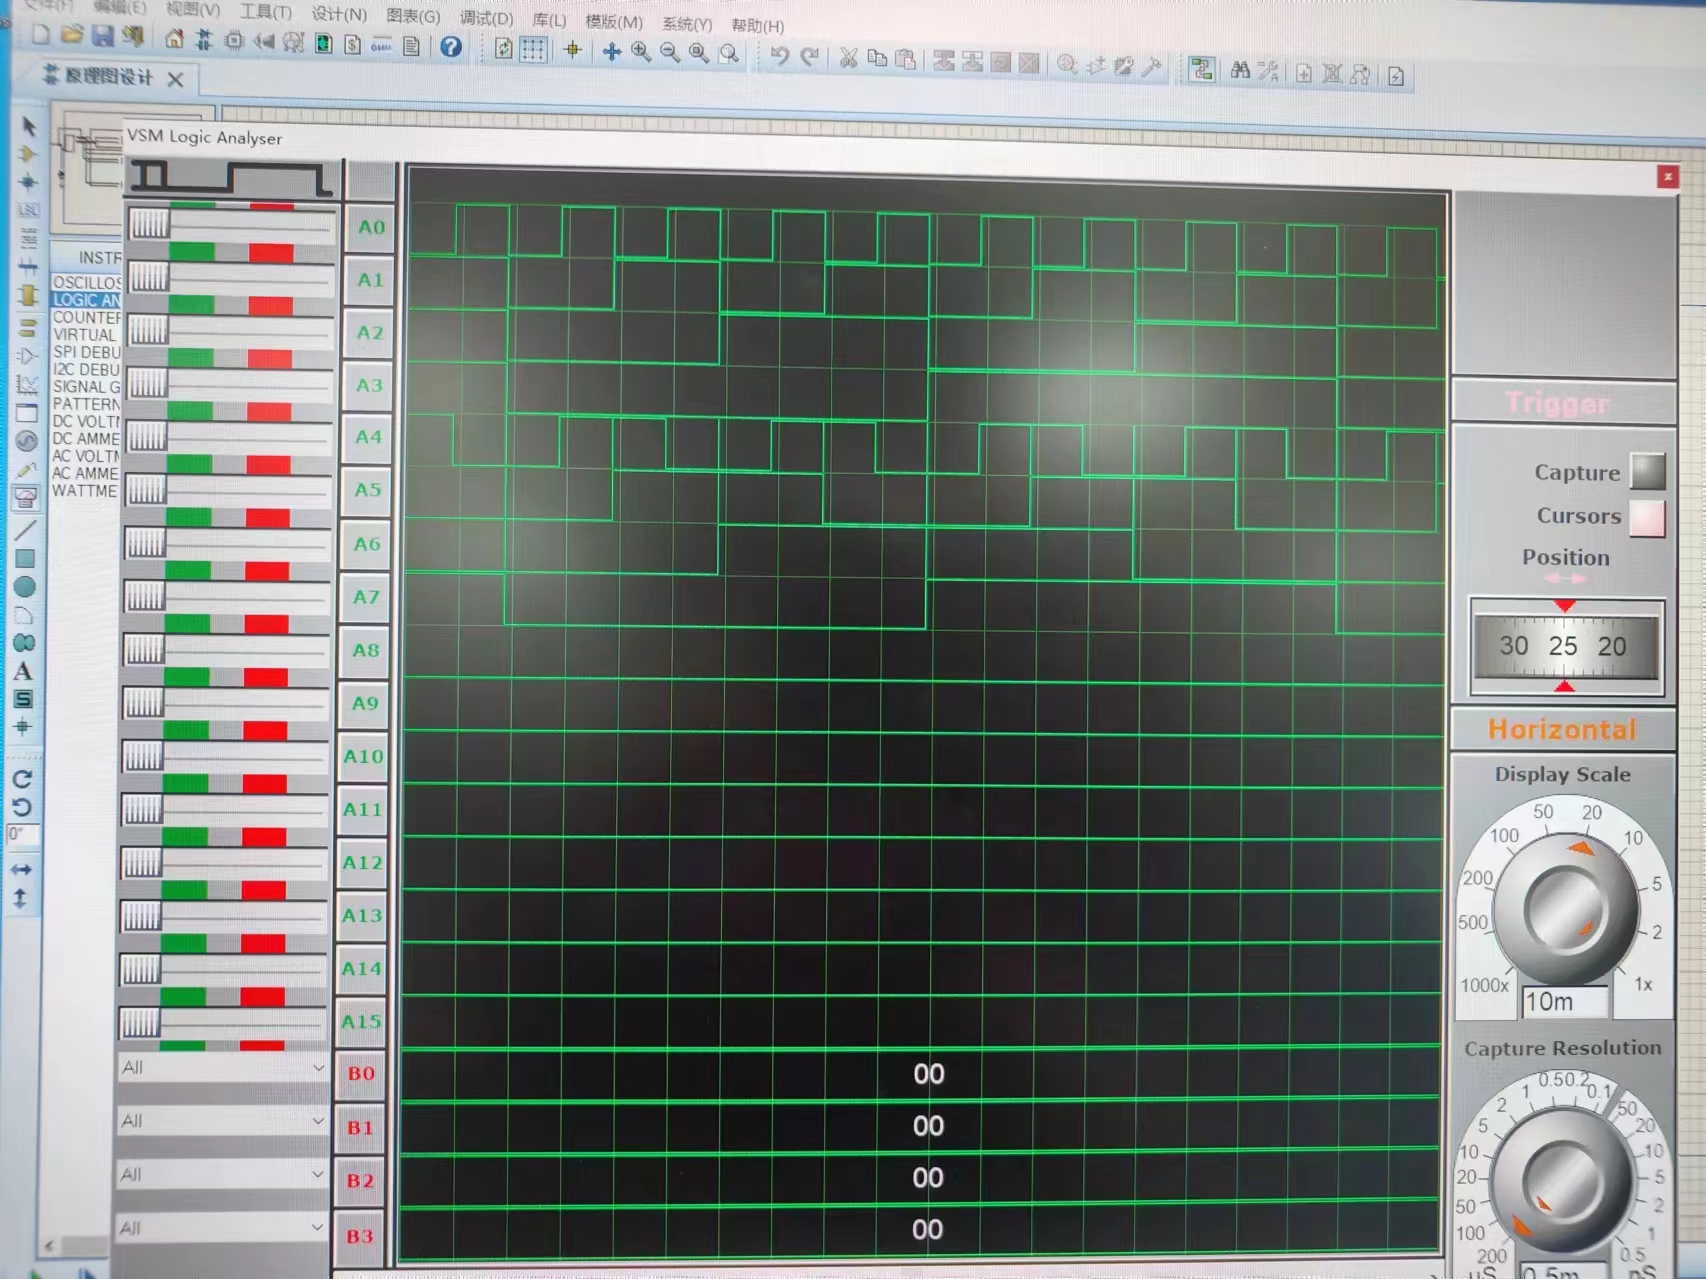 文件(F) 编辑(E) 视图(V) 工具(T) 设计(N) 图表(G) 调试(D) 库(L) 模版(M) 系统(Y) 帮助(H)
原理图设计
VSM Logic Analyser
INSTR
OSCILLOS
LOGIC AN
COUNTER
VIRTUAL
SPI DEBU
I2C DEBU
SIGNAL G
PATTERN
DC VOLT
DC AMME
AC VOLTM
AC AMME
WATTME
A
S
0°
A0
A1
A2
A3
A4
A5
A6
A7
A8
A9
A10
A11
A12
A13
A14
A15
All B0 00
All B1 00
All B2 00
All B3 00
Trigger
Capture
Cursors
Position
30 25 20
Horizontal
Display Scale
50 20
100 10
200 5
500 2
1000x 1x
10m
Capture Resolution
0.5 0.2
1 0.1
2 50
5 20
10 10
20 5
50 2
100 1
200 0.5
uS nS
0.5m